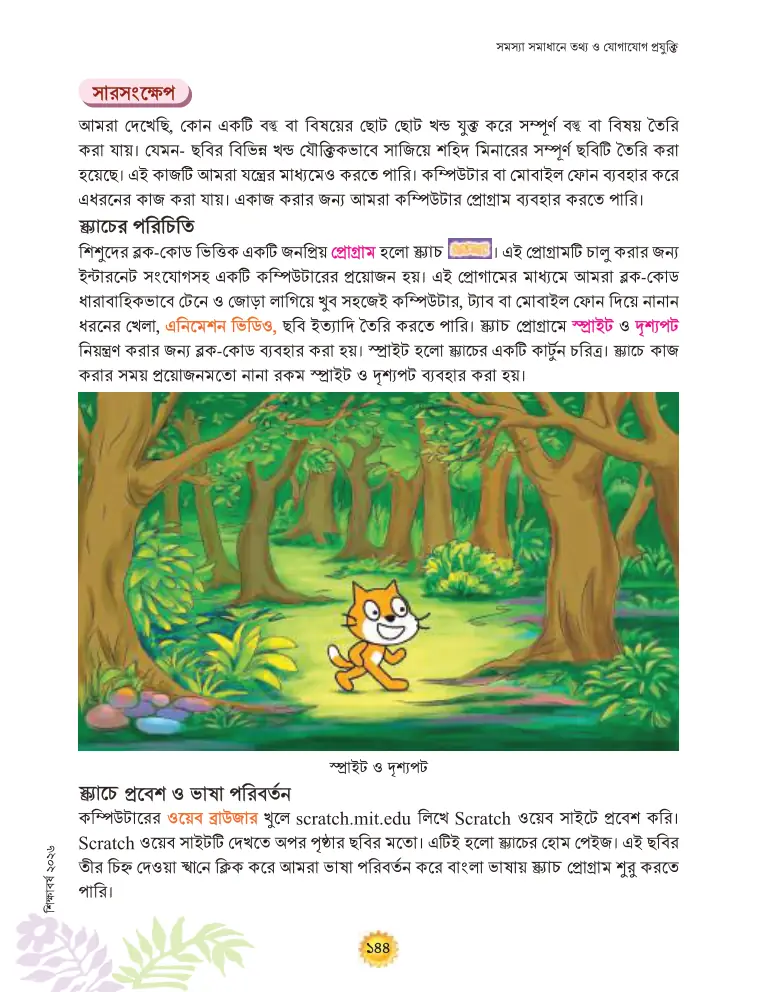 সমস্যা সমাধানে তথ্য ও যোগাযোগ প্রযুক্তি
সারসংক্ষেপ
আমরা দেখেছি, কোন একটি বস্তু বা বিষয়ের ছোট ছোট খন্ড যুক্ত করে সম্পূর্ণ বস্তু বা বিষয় তৈরি
করা যায়। যেমন- ছবির বিভিন্ন খন্ড যৌক্তিকভাবে সাজিয়ে শহিদ মিনারের সম্পূর্ণ ছবিটি তৈরি করা
হয়েছে। এই কাজটি আমরা যন্ত্রের মাধ্যমেও করতে পারি। কম্পিউটার বা মোবাইল ফোন ব্যবহার করে
এধরনের কাজ করা যায়। একাজ করার জন্য আমরা কম্পিউটার প্রোগ্রাম ব্যবহার করতে পারি।
স্ক্র্যাচের পরিচিতি
শিশুদের ব্লক-কোড ভিত্তিক একটি জনপ্রিয় প্রোগ্রাম হলো স্ক্র্যাচ । এই প্রোগ্রামটি চালু করার জন্য
ইন্টারনেট সংযোগসহ একটি কম্পিউটারের প্রয়োজন হয়। এই প্রোগামের মাধ্যমে আমরা ব্লক-কোড
ধারাবাহিকভাবে টেনে ও জোড়া লাগিয়ে খুব সহজেই কম্পিউটার, ট্যাব বা মোবাইল ফোন দিয়ে নানান
ধরনের খেলা, এনিমেশন ভিডিও, ছবি ইত্যাদি তৈরি করতে পারি। স্ক্র্যাচ প্রোগ্রামে স্প্রাইট ও দৃশ্যপট
নিয়ন্ত্রণ করার জন্য ব্লক-কোড ব্যবহার করা হয়। স্প্রাইট হলো স্ক্র্যাচের একটি কার্টুন চরিত্র। স্ক্র্যাচে কাজ
করার সময় প্রয়োজনমতো নানা রকম স্প্রাইট ও দৃশ্যপট ব্যবহার করা হয়।
স্প্রাইট ও দৃশ্যপট
স্ক্র্যাচে প্রবেশ ও ভাষা পরিবর্তন
কম্পিউটারের ওয়েব ব্রাউজার খুলে scratch.mit.edu লিখে Scratch ওয়েব সাইটে প্রবেশ করি।
Scratch ওয়েব সাইটটি দেখতে অপর পৃষ্ঠার ছবির মতো। এটিই হলো স্ক্র্যাচের হোম পেইজ। এই ছবির
তীর চিহ্ন দেওয়া স্থানে ক্লিক করে আমরা ভাষা পরিবর্তন করে বাংলা ভাষায় স্ক্র্যাচ প্রোগ্রাম শুরু করতে
পারি।
শিক্ষাবর্ষ ২০২৬
১৪৪